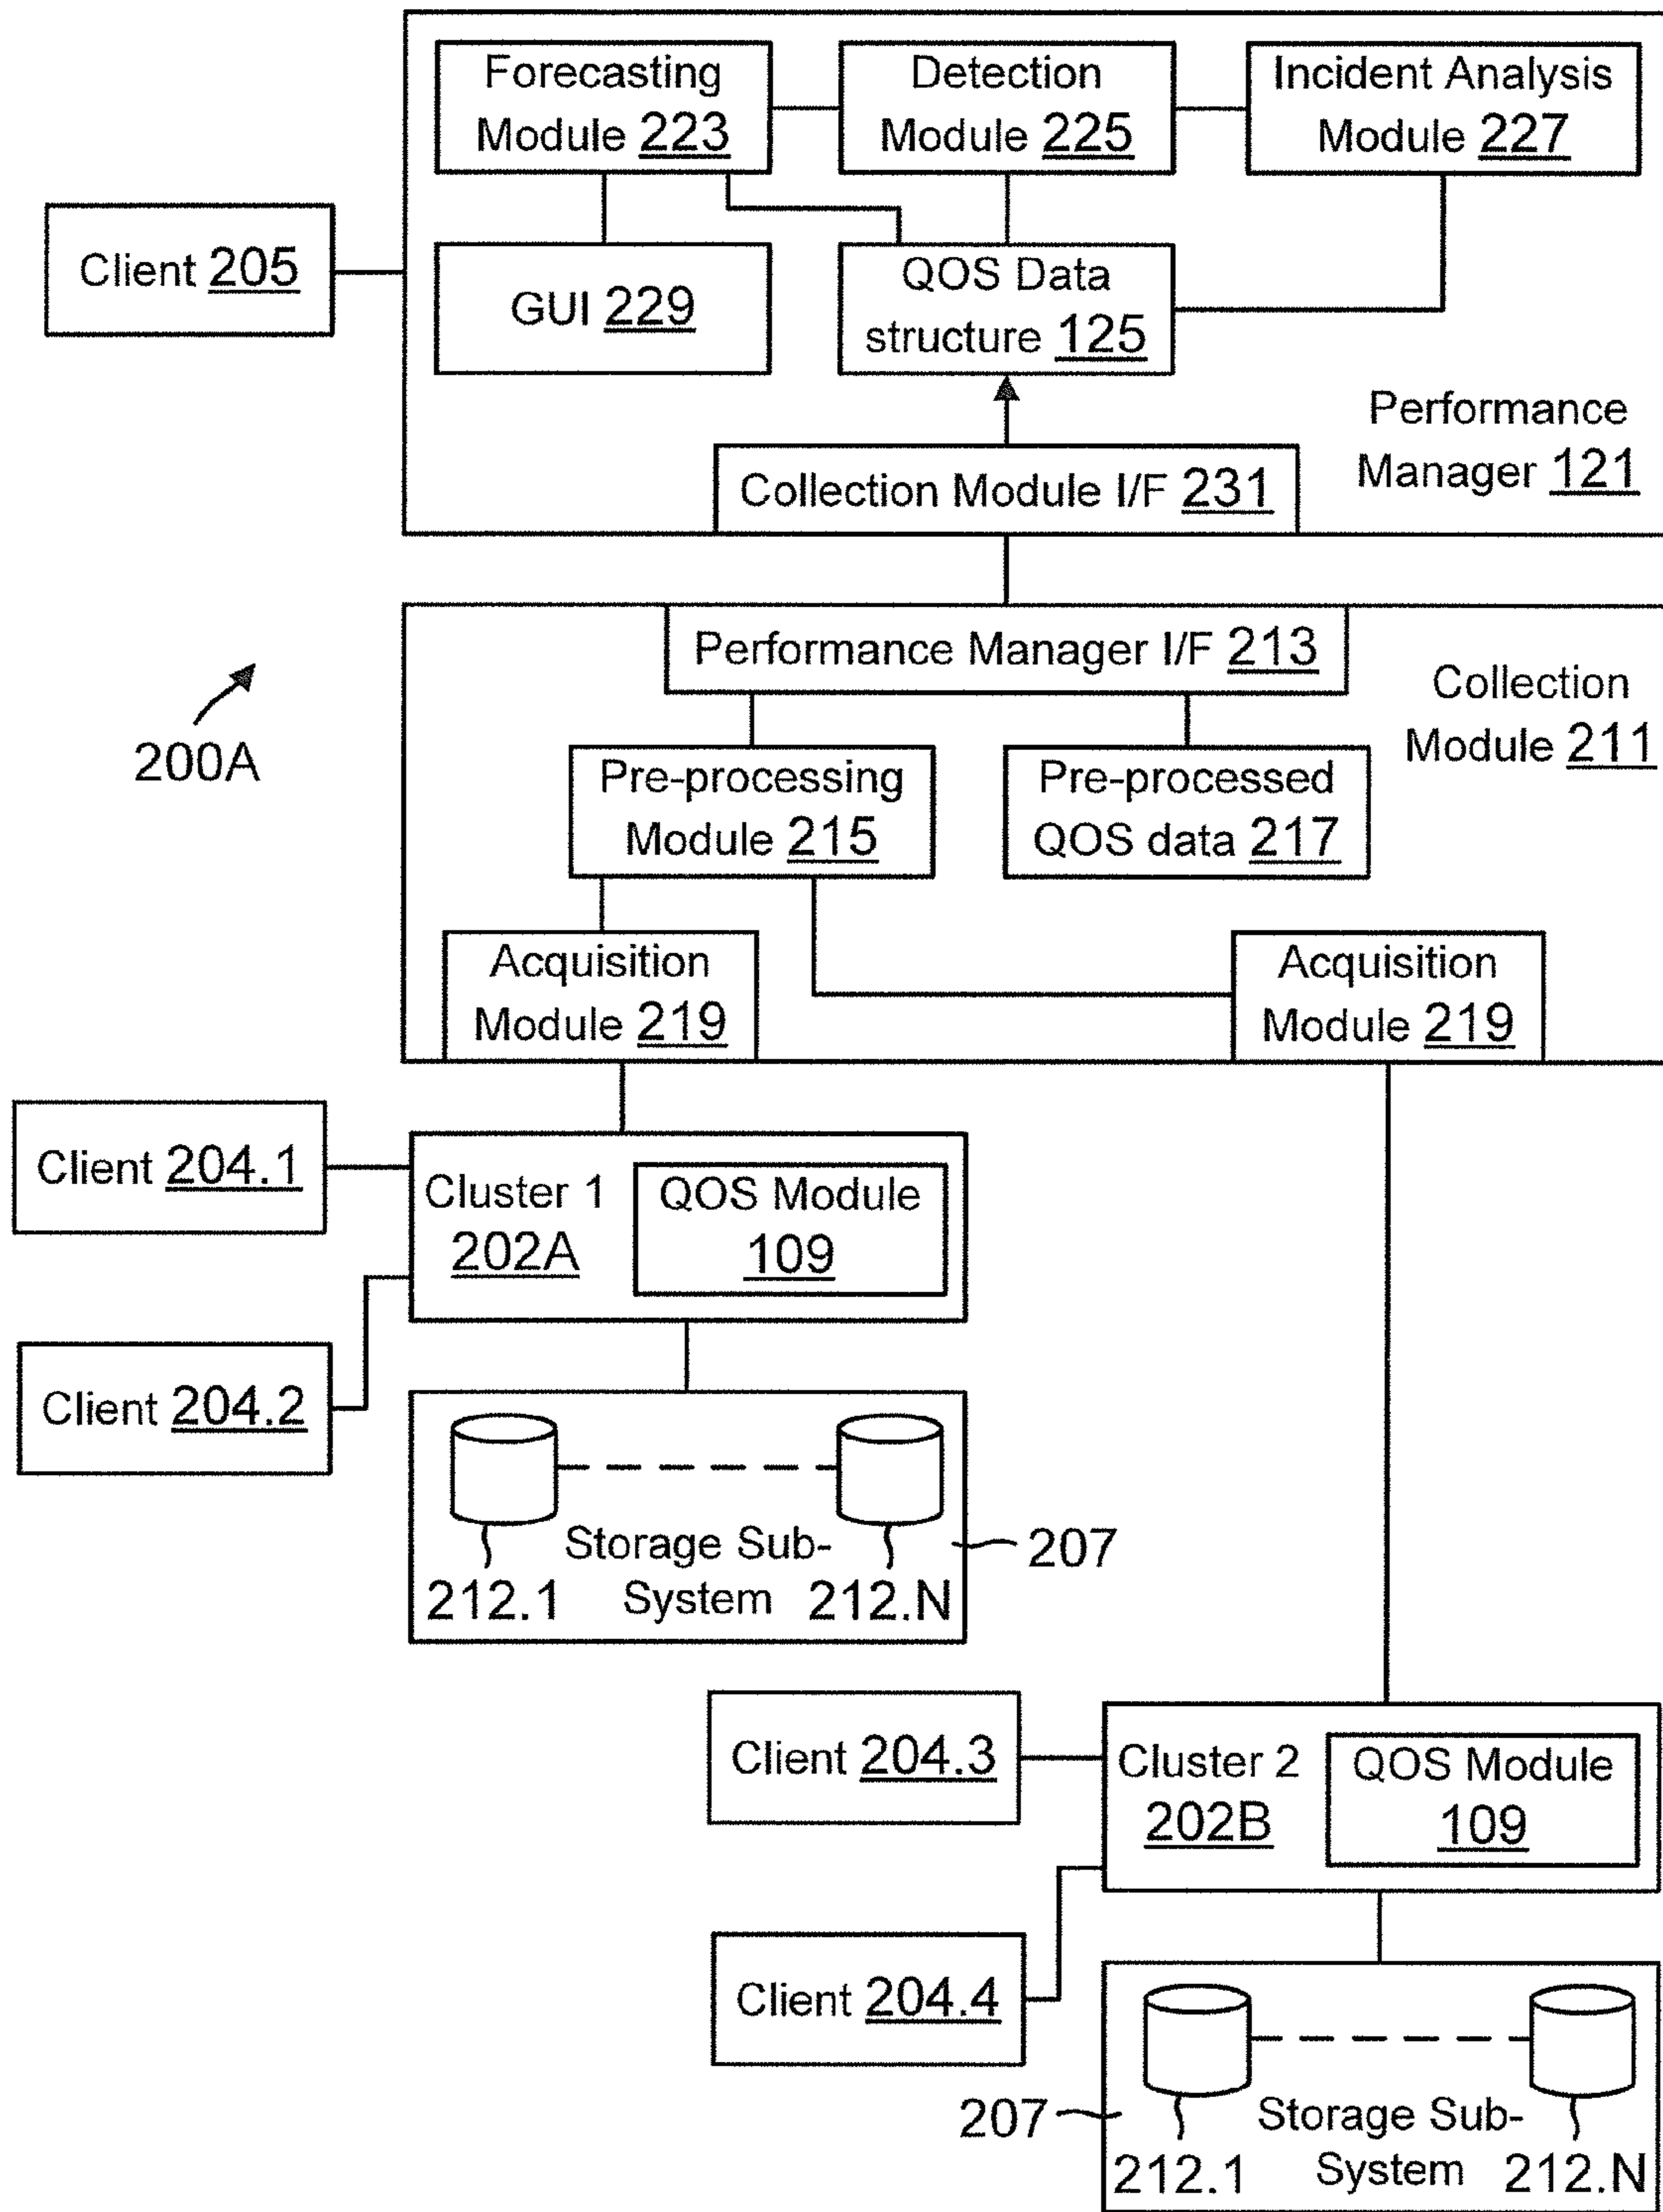 Forecasting
Module 223
Detection
Module 225
Incident Analysis
Module 227
Client 205
GUI 229
QOS Data
structure 125
Performance
Manager 121
Collection Module I/F 231
Performance Manager I/F 213
Collection
Module 211
200A
Pre-processing
Module 215
Pre-processed
QOS data 217
Acquisition
Module 219
Acquisition
Module 219
Client 204.1
Cluster 1
202A
QOS Module
109
Client 204.2
Storage Sub-
System
212.1
212.N
207
Client 204.3
Cluster 2
202B
QOS Module
109
Client 204.4
207
Storage Sub-
System
212.1
212.N